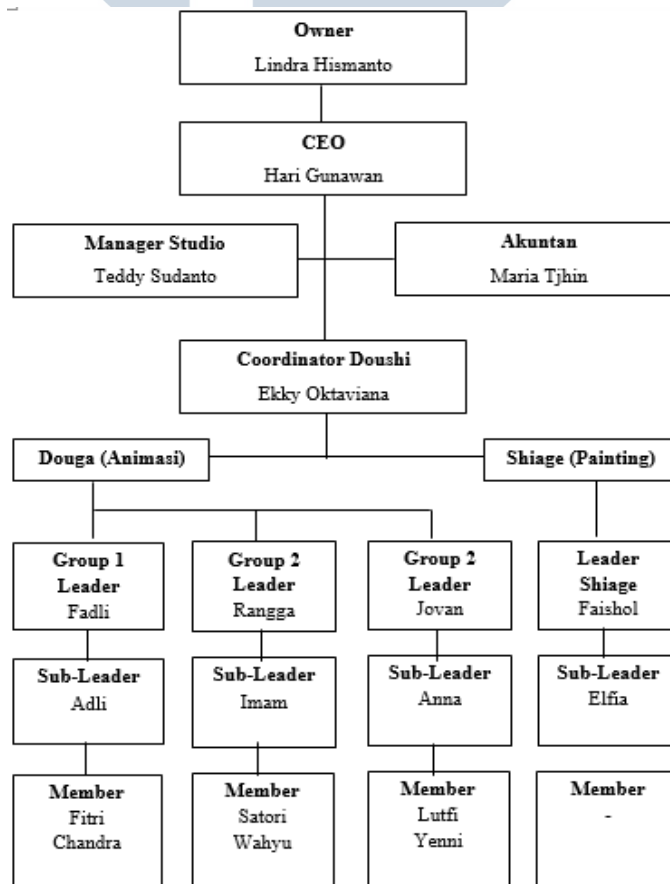 Owner
Lindra Hismanto
CEO
Hari Gunawan
Manager Studio
Teddy Sudanto
Akuntan
Maria Tjhin
Coordinator Doushi
Ekky Oktaviana
Douga (Animasi)
Shiage (Painting)
Group 1
Leader
Fadli
Group 2
Leader
Rangga
Group 2
Leader
Jovan
Leader
Shiage
Faishol
Sub-Leader
Adli
Sub-Leader
Imam
Sub-Leader
Anna
Sub-Leader
Elfia
Member
Fitri
Chandra
Member
Satori
Wahyu
Member
Lutfi
Yenni
Member
-